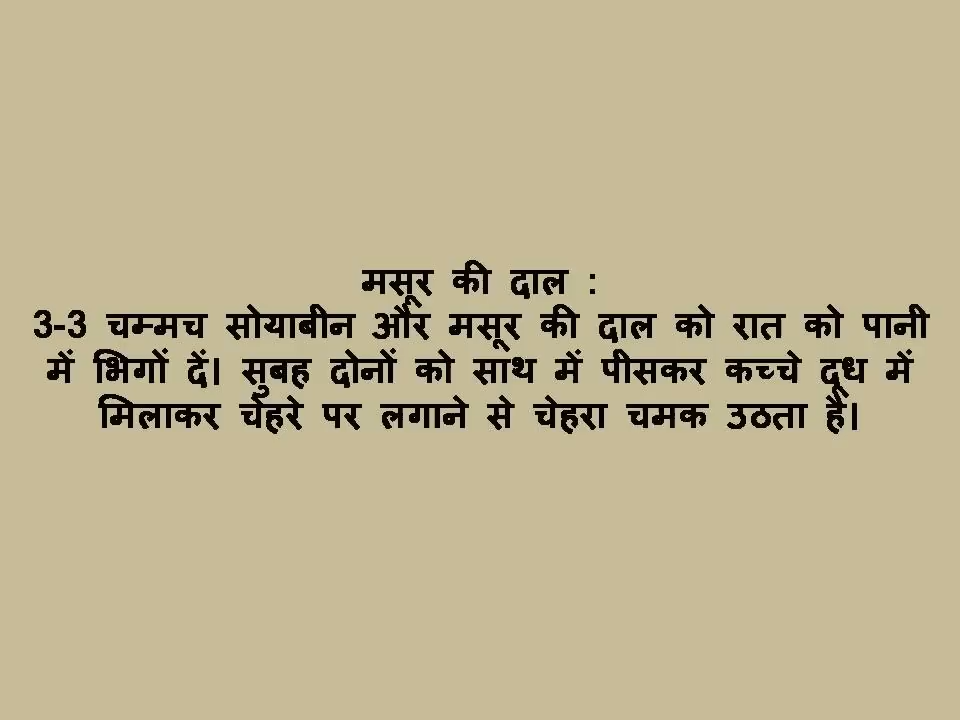 मसूर की दाल :
3-3 चम्मच सोयाबीन और मसूर की दाल को रात को पानी
में भिगों दें। सुबह दोनों को साथ में पीसकर कच्चे दूध में
मिलाकर चेहरे पर लगाने से चेहरा चमक उठता है।